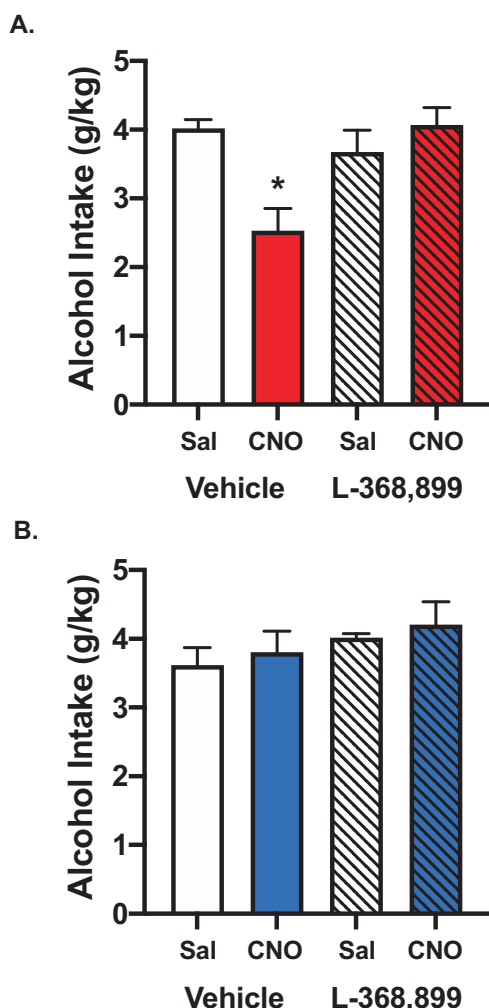 A.
Alcohol Intake (g/kg)
5
4
3
2
1
0
*
Sal CNO Sal CNO
Vehicle L-368,899
B.
Alcohol Intake (g/kg)
5
4
3
2
1
0
Sal CNO Sal CNO
Vehicle L-368,899